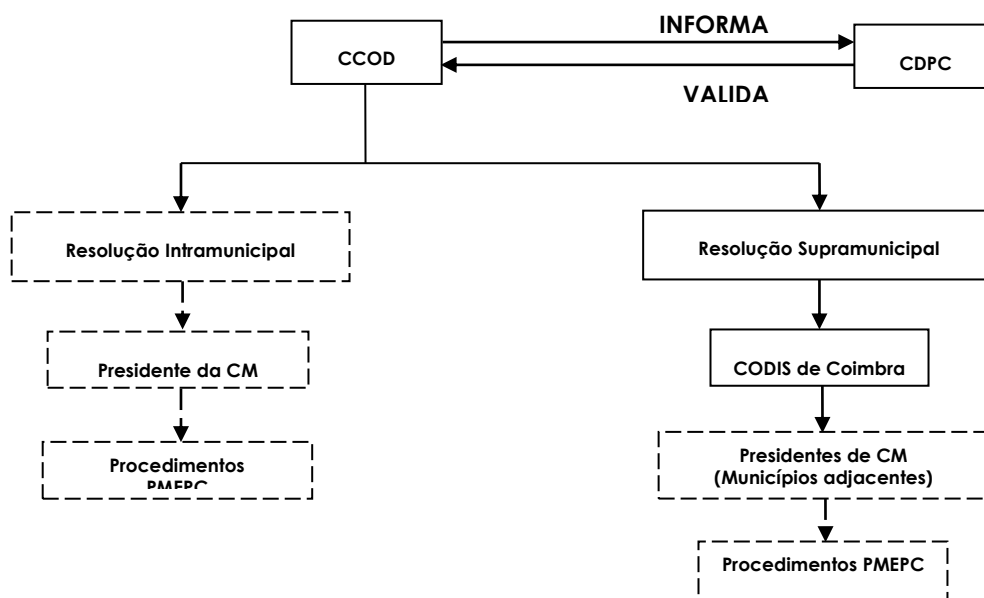 INFORMA
CCOD
CDPC
VALIDA
Resolução Intramunicipal
Resolução Supramunicipal
Presidente da CM
CODIS de Coimbra
Procedimentos
PMEPC
Presidentes de CM
(Municípios adjacentes)
Procedimentos PMEPC